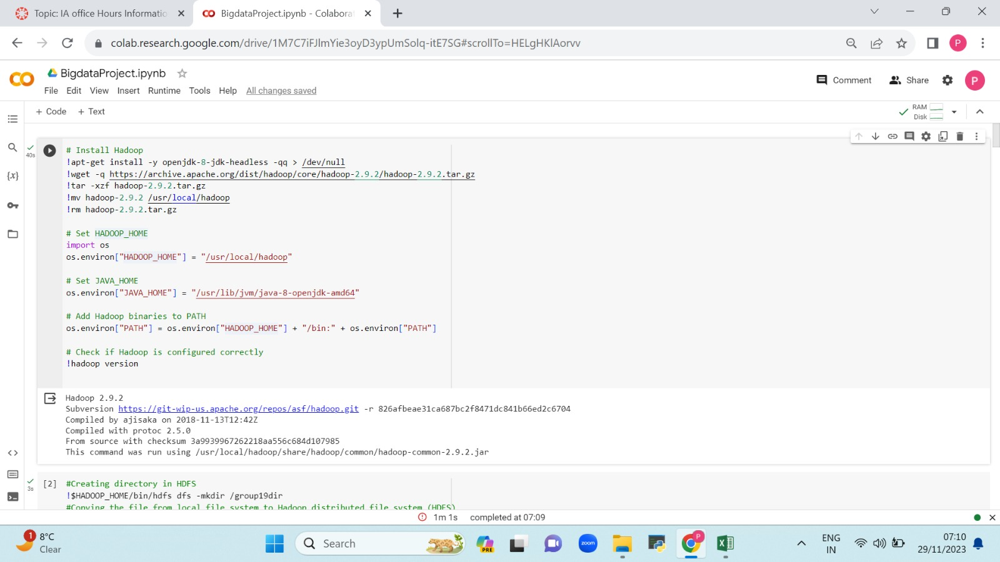 Topic: IA office Hours Informatio
BigdataProject.ipynb - Colabora
colab.research.google.com/drive/1M7C7iFJlmYie3oyD3ypUmSolq-itE7SG#scrollTo=HELgHKlAorvv
P
BigdataProject.ipynb
File Edit View Insert Runtime Tools Help All changes saved
Comment Share P
+ Code + Text
RAM
Disk
40s
# Install Hadoop
!apt-get install -y openjdk-8-jdk-headless -qq > /dev/null
!wget -q https://archive.apache.org/dist/hadoop/core/hadoop-2.9.2/hadoop-2.9.2.tar.gz
!tar -xzf hadoop-2.9.2.tar.gz
!mv hadoop-2.9.2 /usr/local/hadoop
!rm hadoop-2.9.2.tar.gz
# Set HADOOP_HOME
import os
os.environ["HADOOP_HOME"] = "/usr/local/hadoop"
# Set JAVA_HOME
os.environ["JAVA_HOME"] = "/usr/lib/jvm/java-8-openjdk-amd64"
# Add Hadoop binaries to PATH
os.environ["PATH"] = os.environ["HADOOP_HOME"] + "/bin:" + os.environ["PATH"]
# Check if Hadoop is configured correctly
!hadoop version
Hadoop 2.9.2
Subversion https://git-wip-us.apache.org/repos/asf/hadoop.git -r 826afbeae31ca687bc2f8471dc841b66ed2c6704
Compiled by ajisaka on 2018-11-13T12:42Z
Compiled with protoc 2.5.0
From source with checksum 3a9939967262218aa556c684d107985
This command was run using /usr/local/hadoop/share/hadoop/common/hadoop-common-2.9.2.jar
3s
[2] #Creating directory in HDFS
!$HADOOP_HOME/bin/hdfs dfs -mkdir /group19dir
#Copying the file from local file system to Hadoop distributed file system (HDFS)
1m 1s completed at 07:09
1
8°C
Clear
Search
PRE
zoom
P
ENG
IN
07:10
29/11/2023